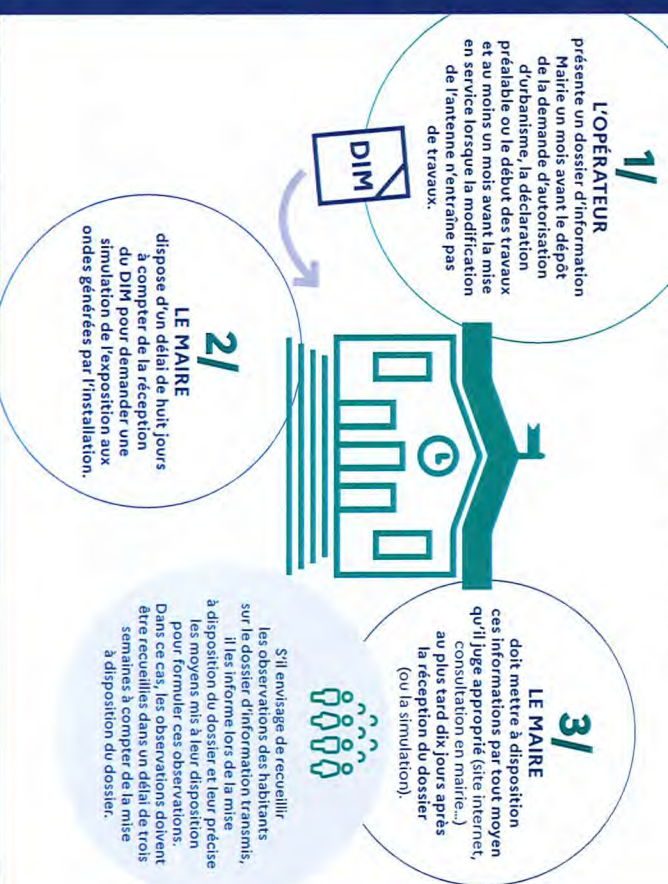 1/
L'OPÉRATEUR
présente un dossier d'information
Mairie un mois avant le dépôt
de la demande d'autorisation
d'urbanisme, la déclaration
préalable ou le début des travaux
et au moins un mois avant la mise
en service lorsque la modification
de l'antenne n'entraîne pas
de travaux.
DIM
2/
LE MAIRE
dispose d'un délai de huit jours
à compter de la réception
du DIM pour demander une
simulation de l'exposition aux
ondes générées par l'installation.
3/
LE MAIRE
doit mettre à disposition
ces informations par tout moyen
qu'il juge approprié (site internet,
consultation en mairie...)
au plus tard dix jours après
la réception du dossier
(ou la simulation).
S'il envisage de recueillir
les observations des habitants
sur le dossier d'information transmis,
il les informe lors de la mise
à disposition du dossier et leur précise
les moyens mis à leur disposition
pour formuler ces observations.
Dans ce cas, les observations doivent
être recueillies dans un délai de trois
semaines à compter de la mise
à disposition du dossier.